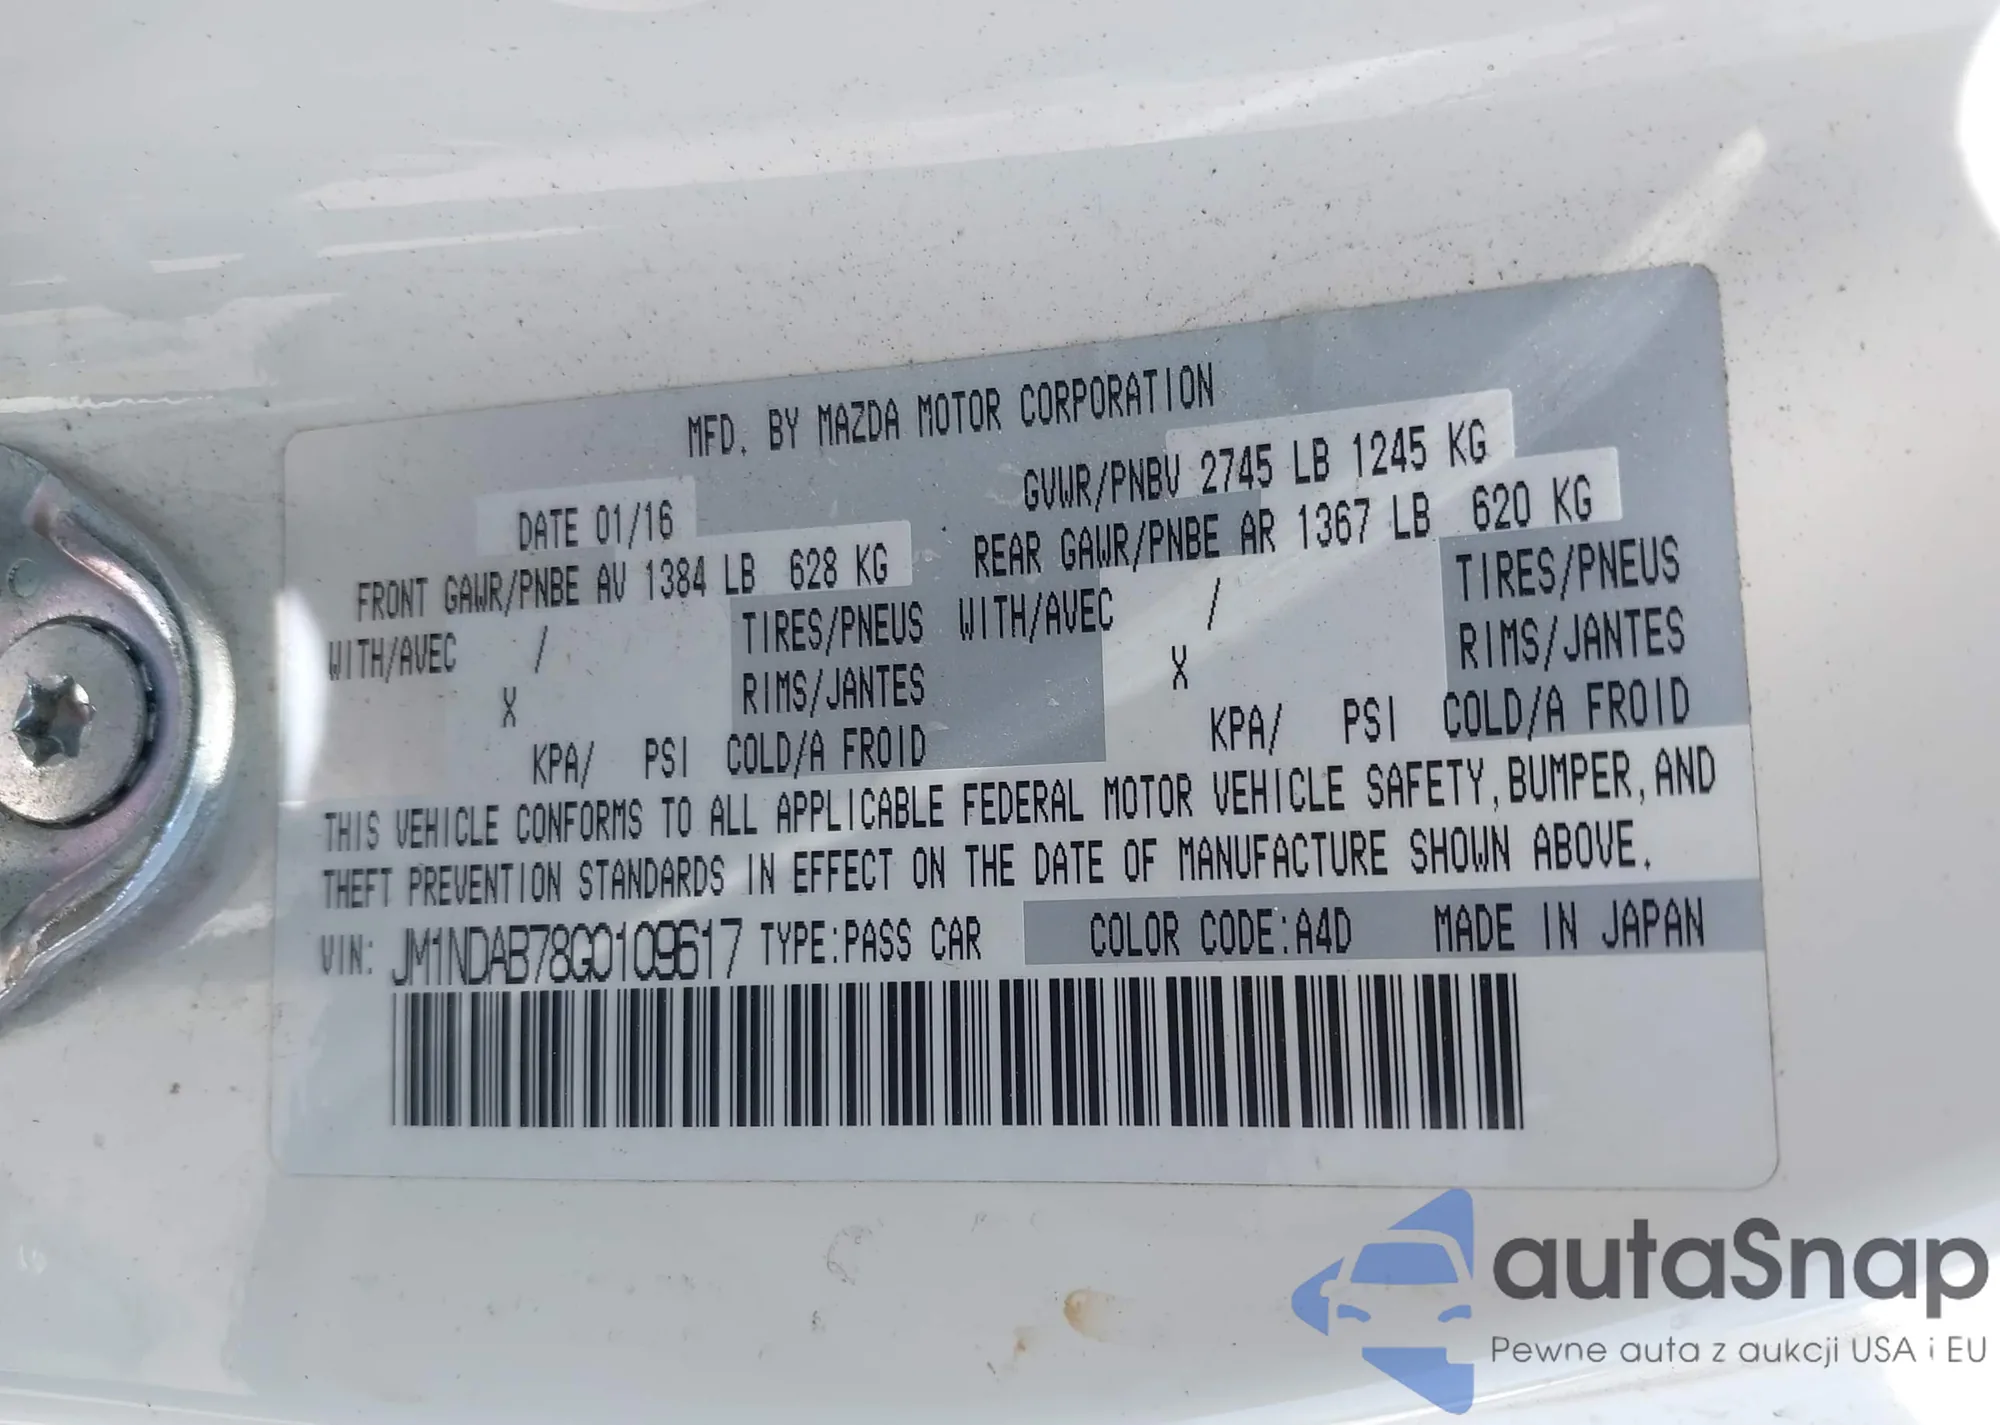 MFD. BY MAZDA MOTOR CORPORATION
DATE 01/16 GVWR/PNBV 2745 LB 1245 KG
FRONT GAWR/PNBE AV 1384 LB 628 KG REAR GAWR/PNBE AR 1367 LB 620 KG
WITH/AVEC / TIRES/PNEUS WITH/AVEC / TIRES/PNEUS
X RIMS/JANTES X RIMS/JANTES
KPA/ PSI COLD/A FROID KPA/ PSI COLD/A FROID
THIS VEHICLE CONFORMS TO ALL APPLICABLE FEDERAL MOTOR VEHICLE SAFETY, BUMPER, AND
THEFT PREVENTION STANDARDS IN EFFECT ON THE DATE OF MANUFACTURE SHOWN ABOVE.
VIN: JM1NDAB78G0109617 TYPE:PASS CAR COLOR CODE:A4D MADE IN JAPAN
autaSnap
Pewne auta z aukcji USA i EU